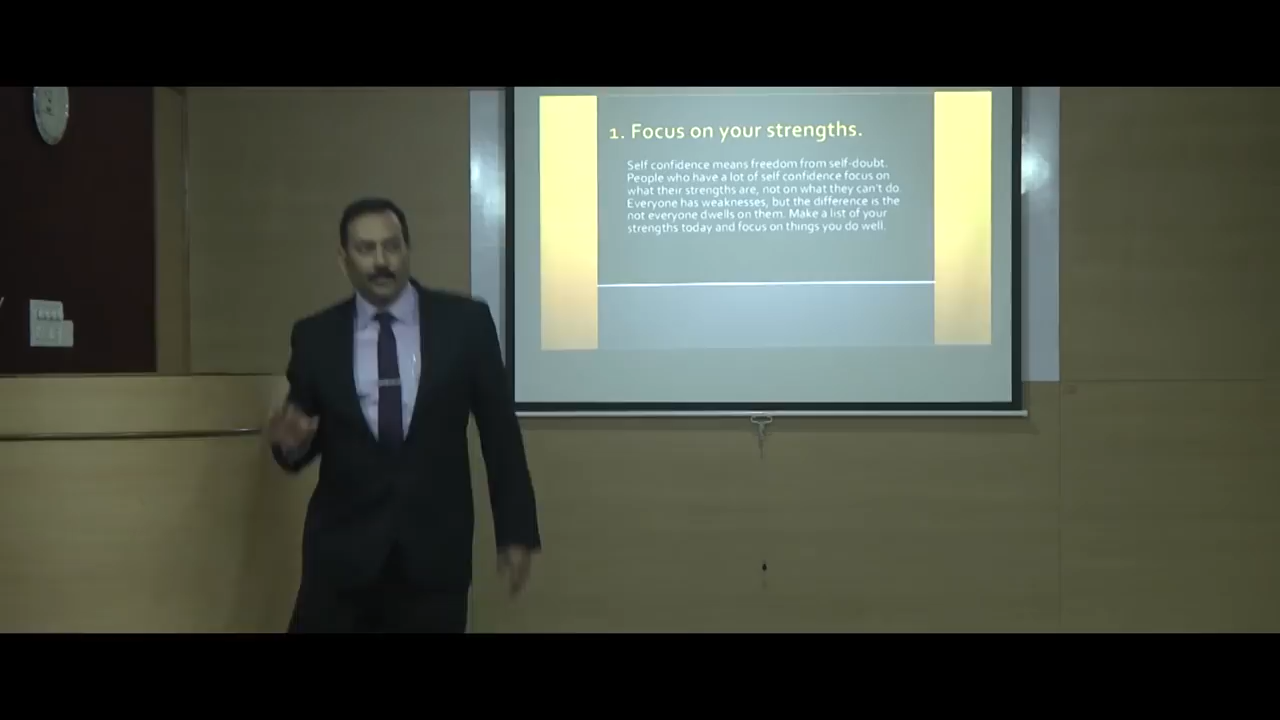 1. Focus on your strengths.
Self confidence means freedom from self-doubt.
People who have a lot of self confidence focus on
what their strengths are, not on what they can't do.
Everyone has weaknesses, but the difference is the
not everyone dwells on them. Make a list of your
strengths today and focus on things you do well.